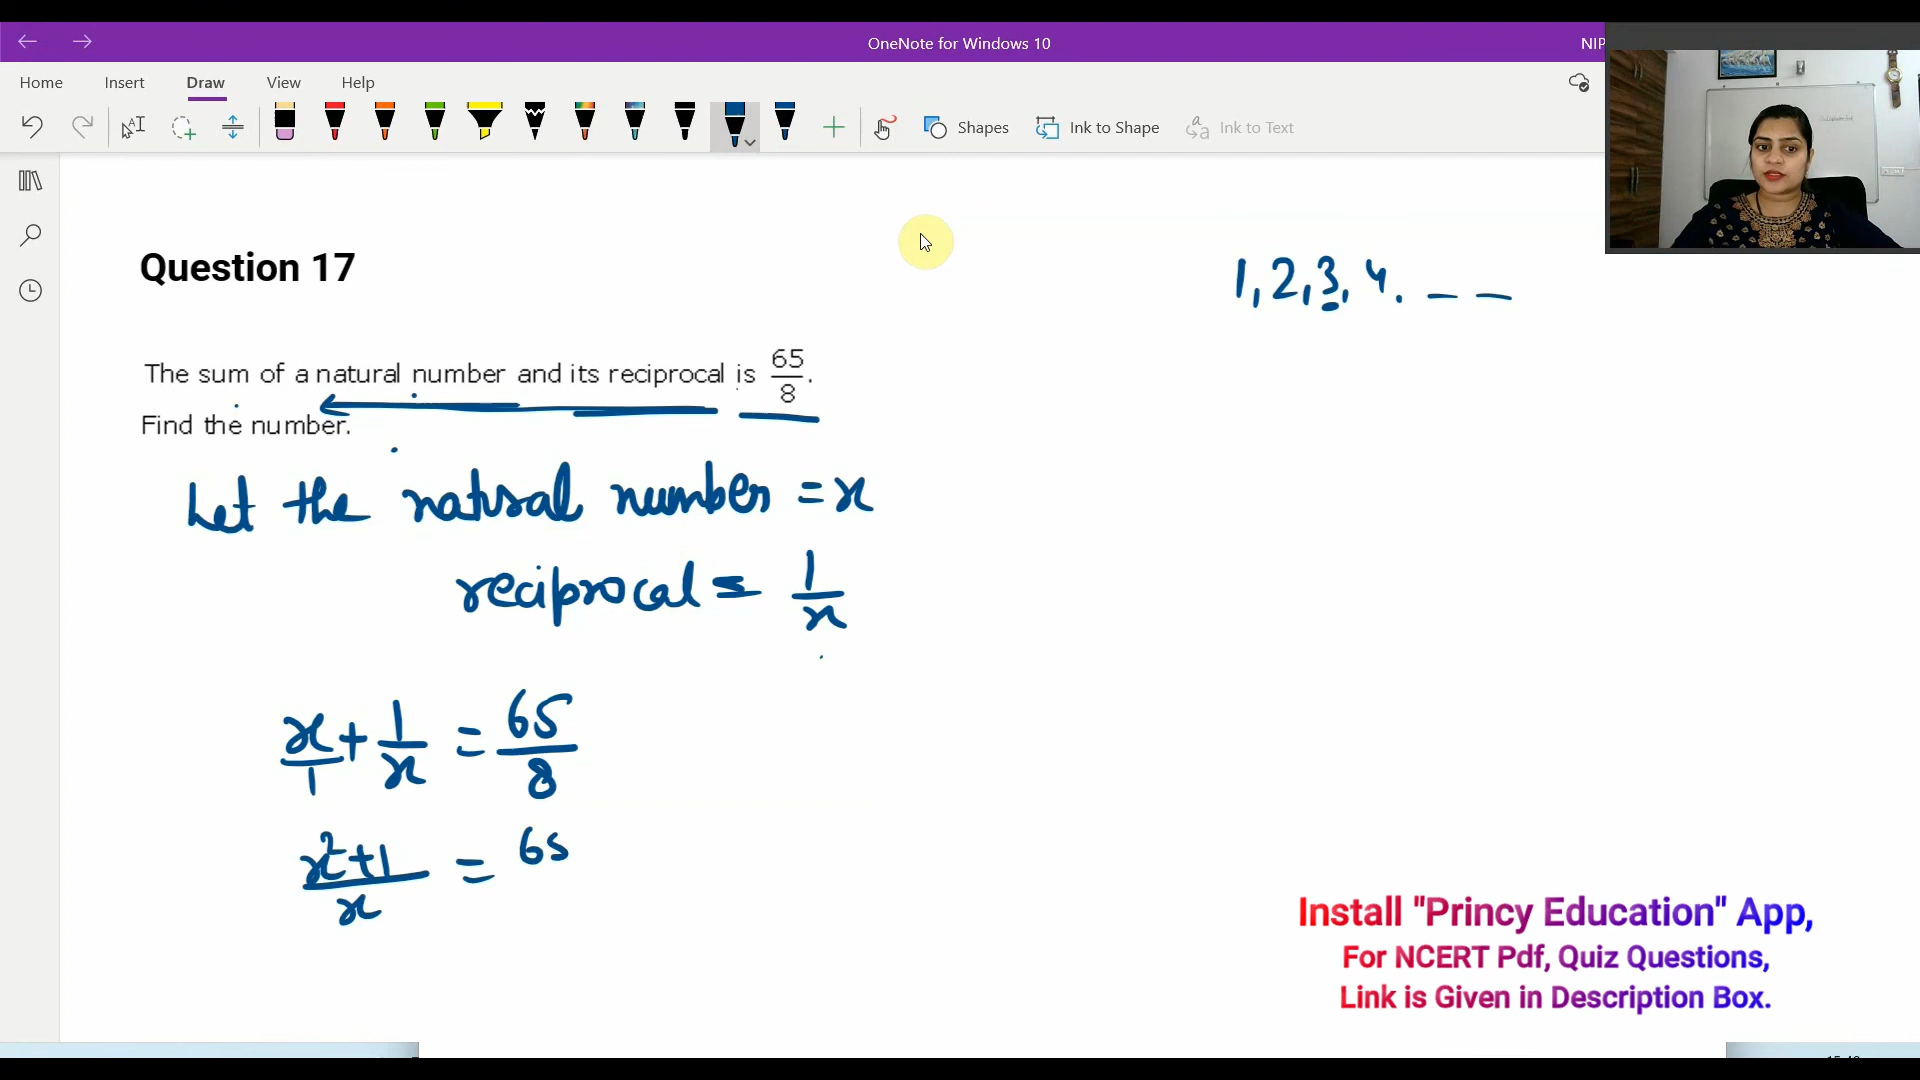 OneNote for Windows 10
NIP
Home Insert Draw View Help
Shapes Ink to Shape Ink to Text
Question 17
1, 2, 3, 4. _ _
The sum of a natural number and its reciprocal is 65/8.
Find the number.
Let the natural number = x
reciprocal = 1/x
x/1 + 1/x = 65/8
x²+1/x = 65
Install "Princy Education" App,
For NCERT Pdf, Quiz Questions,
Link is Given in Description Box.